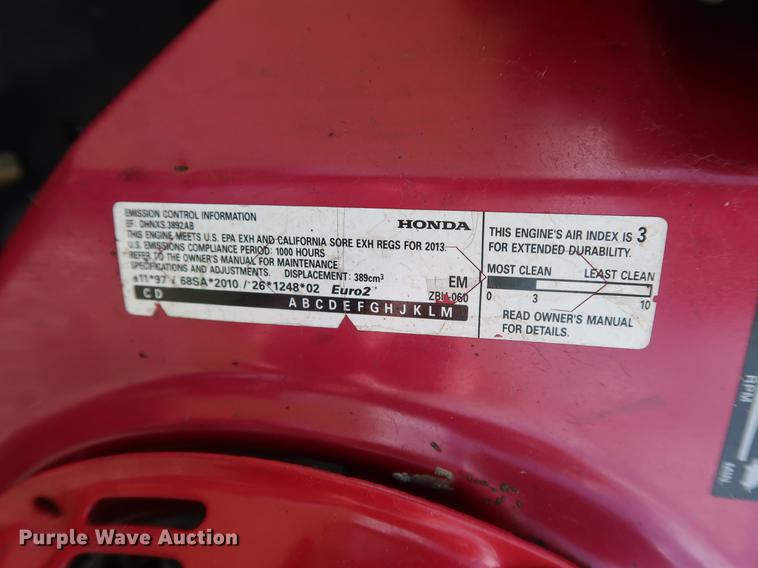 EMISSION CONTROL INFORMATION
EF: DHNXS.3892AB
HONDA
THIS ENGINE MEETS U.S. EPA EXH AND CALIFORNIA SORE EXH REGS FOR 2013.
U.S. EMISSIONS COMPLIANCE PERIOD: 1000 HOURS
REFER TO THE OWNER'S MANUAL FOR MAINTENANCE
SPECIFICATIONS AND ADJUSTMENTS. DISPLACEMENT: 389cm³
EM
e11*97 / 68SA*2010 / 26*1248*02 Euro2
C D A B C D E F G H J K L M
THIS ENGINE'S AIR INDEX IS 3
FOR EXTENDED DURABILITY.
MOST CLEAN LEAST CLEAN
0 3 10
READ OWNER'S MANUAL
FOR DETAILS.
RPM
MIN.
Purple Wave Auction